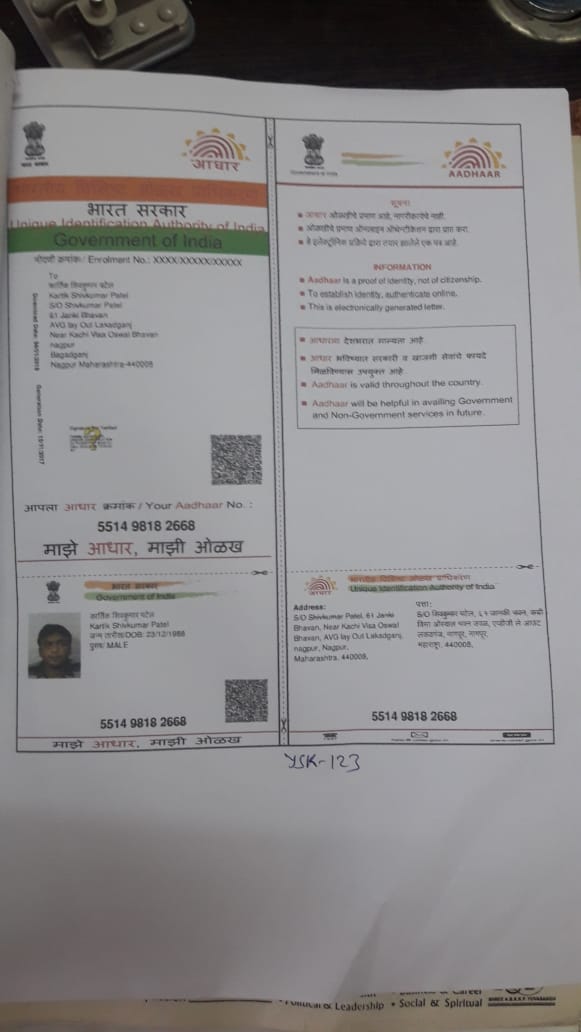 आधार
भारतीय विशिष्ट ओळख प्राधिकरण
भारत सरकार
Unique Identification Authority of India
Government of India
नोंदणी क्रमांक / Enrolment No.: XXXX/XXXXX/XXXXX
To
कार्तिक शिवकुमार पटेल
Kartik Shivkumar Patel
S/O Shivkumar Patel
61 Janki Bhavan
AVG lay Out Lakadganj
Near Kachi Visa Oswal Bhavan
nagpur
Bagadganj
Nagpur Maharashtra-440008
Generation Date: 13/11/2017
आपला आधार क्रमांक / Your Aadhaar No. :
5514 9818 2668
माझे आधार, माझी ओळख
भारत सरकार
Government of India
कार्तिक शिवकुमार पटेल
Kartik Shivkumar Patel
जन्म तारीख/DOB: 23/12/1988
पुरुष/ MALE
5514 9818 2668
माझे आधार, माझी ओळख
Government of India
AADHAAR
सूचना
आधार ओळखीचे प्रमाण आहे, नागरिकत्वाचे नाही.
ओळखीचे प्रमाण ऑनलाइन ऑथेन्टीकेशन द्वारा प्राप्त करा.
हे इलेक्ट्रॉनिक प्रक्रिये द्वारा तयार झालेले एक पत्र आहे.
INFORMATION
Aadhaar is a proof of identity, not of citizenship.
To establish identity, authenticate online.
This is electronically generated letter.
आधारला देशभरात मान्यता आहे.
आधार भविष्यात सरकारी व खाजगी सेवांचे फायदे
मिळविण्यास उपयुक्त आहे.
Aadhaar is valid throughout the country.
Aadhaar will be helpful in availing Government
and Non-Government services in future.
आधार
भारतीय विशिष्ट ओळख प्राधिकरण
Unique Identification Authority of India
Address:
S/O Shivkumar Patel, 61 Janki
Bhavan, Near Kachi Visa Oswal
Bhavan, AVG lay Out Lakadganj,
nagpur, Nagpur,
Maharashtra, 440008,
पत्ता:
S/O शिवकुमार पटेल, ६१ जानकी भवन, कच्छी
विसा ओस्वाल भवन जवळ, एव्हीजी ले आउट
लकडगंज, नागपूर, नागपूर,
महाराष्ट्र, 440008,
5514 9818 2668
YSK-123
Political & Leadership • Social & Spiritual